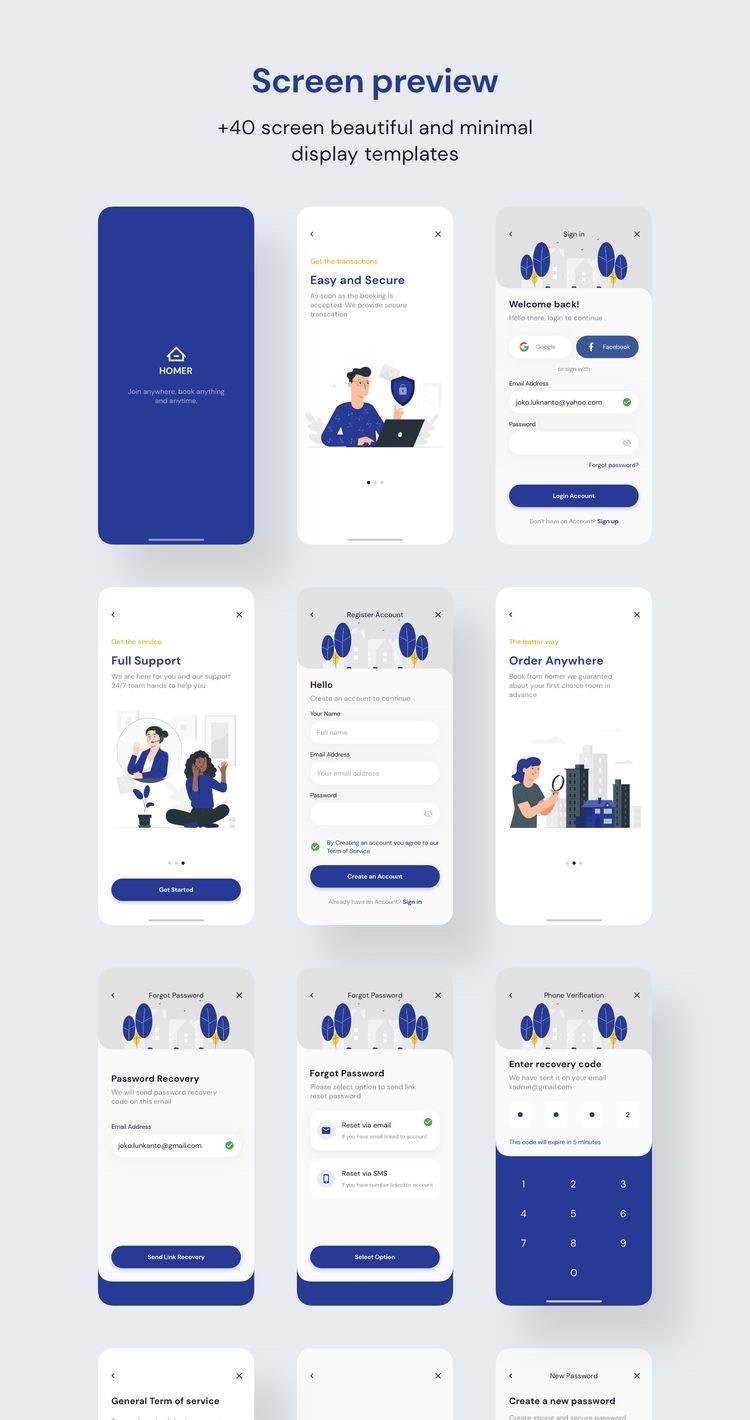 Screen preview
+40 screen beautiful and minimal
display templates
HOMER
Join anywhere, book anything
and anytime.
Get the transactions
Easy and Secure
As soon as the booking is
accepted. We provide secure
transcation
Sign in
Welcome back!
Hello there, login to continue
Google
Facebook
or sign with
Email Address
joko.luknanto@yahoo.com
Password
Forgot password?
Login Account
Don't have an Account? Sign up
Get the service
Full Support
We are here for you and our support
24/7 team hands to help you
Get Started
Register Account
Hello
Create an account to continue
Your Name
Full name
Email Address
Your email address
Password
By Creating an account you agree to our
Term of Service
Create an Account
Already have an Account? Sign in
The better way
Order Anywhere
Book from homer we guaranted
about your first choice room in
advance
Forgot Password
Password Recovery
We will send password recovery
code on this email
Email Address
joko.lunkanto@gmail.com
Send Link Recovery
Forgot Password
Forgot Password
Please select option to send link
reset password
Reset via email
If you have email linked to account
Reset via SMS
If you have number linked to account
Select Option
Phone Verification
Enter recovery code
We have sent it on your email
kadrun@gmail.com
2
This code will expire in 5 minutes
1 2 3
4 5 6
7 8 9
0
General Term of service
New Password
Create a new password
Create strong and secure password